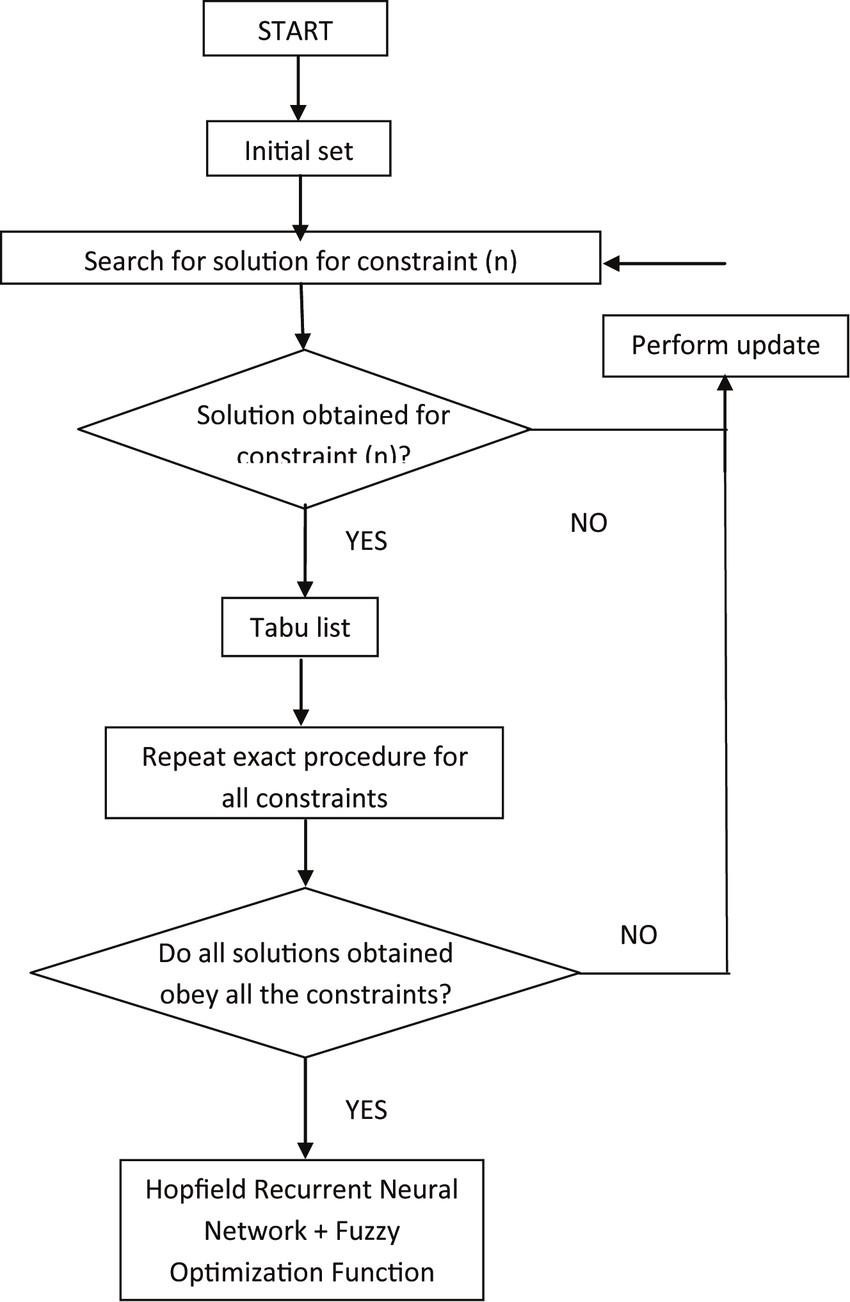 START
Initial set
Search for solution for constraint (n)
Perform update
Solution obtained for
constraint (n)?
YES
NO
Tabu list
Repeat exact procedure for
all constraints
NO
Do all solutions obtained
obey all the constraints?
YES
Hopfield Recurrent Neural
Network + Fuzzy
Optimization Function